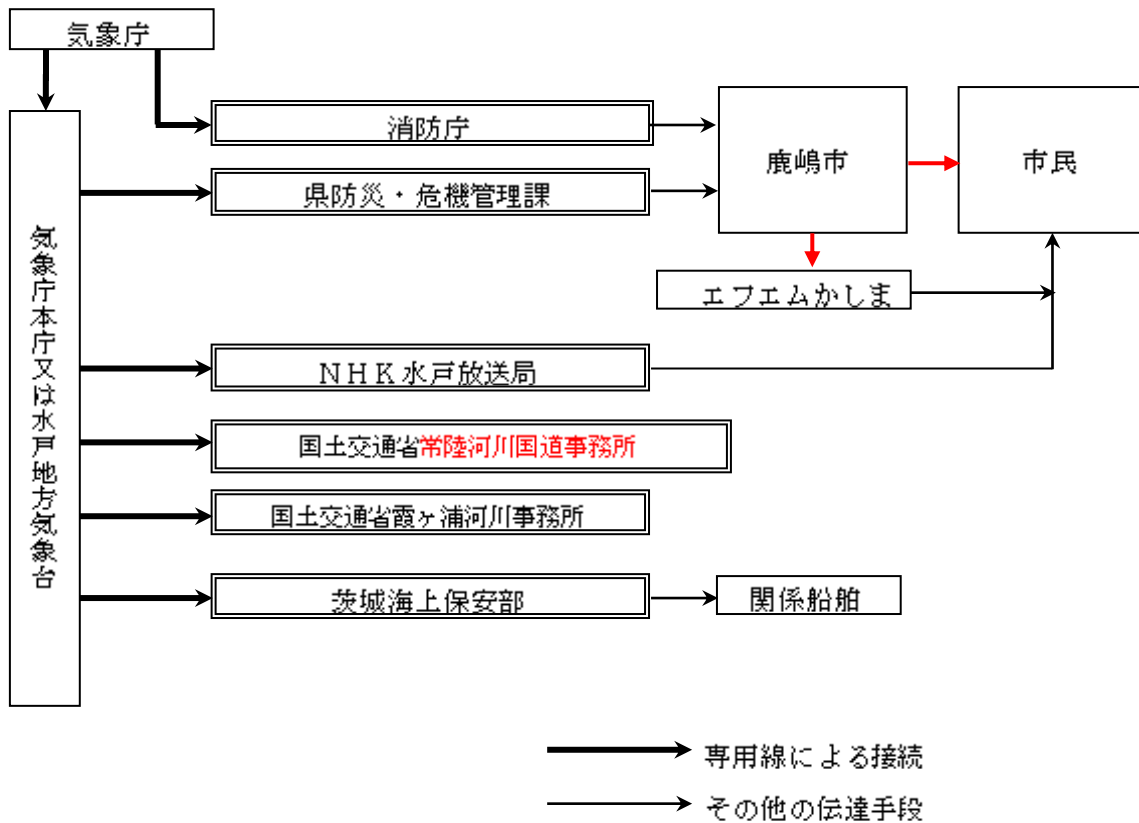 気象庁
消防庁
鹿嶋市
市民
県防災・危機管理課
気象庁本庁又は水戸地方気象台
エフエムかしま
ＮＨＫ水戸放送局
国土交通省常陸河川国道事務所
国土交通省霞ヶ浦河川事務所
茨城海上保安部
関係船舶
専用線による接続
その他の伝達手段